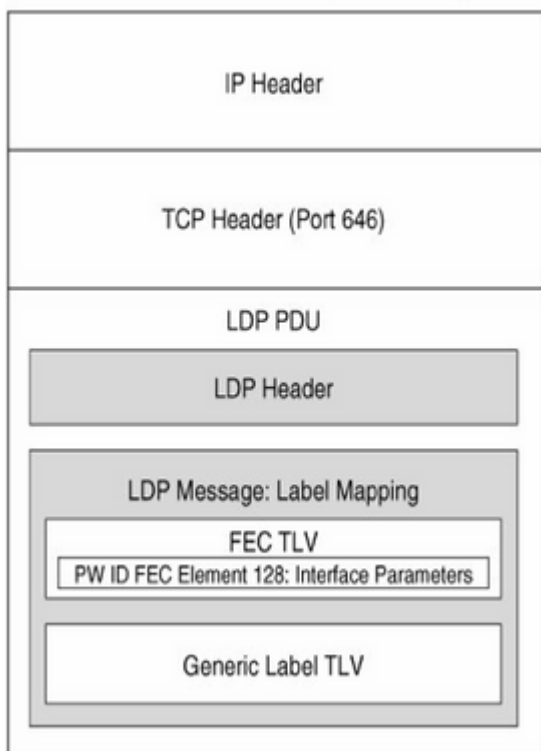 IP Header
TCP Header (Port 646)
LDP PDU
LDP Header
LDP Message: Label Mapping
FEC TLV
PW ID FEC Element 128: Interface Parameters
Generic Label TLV